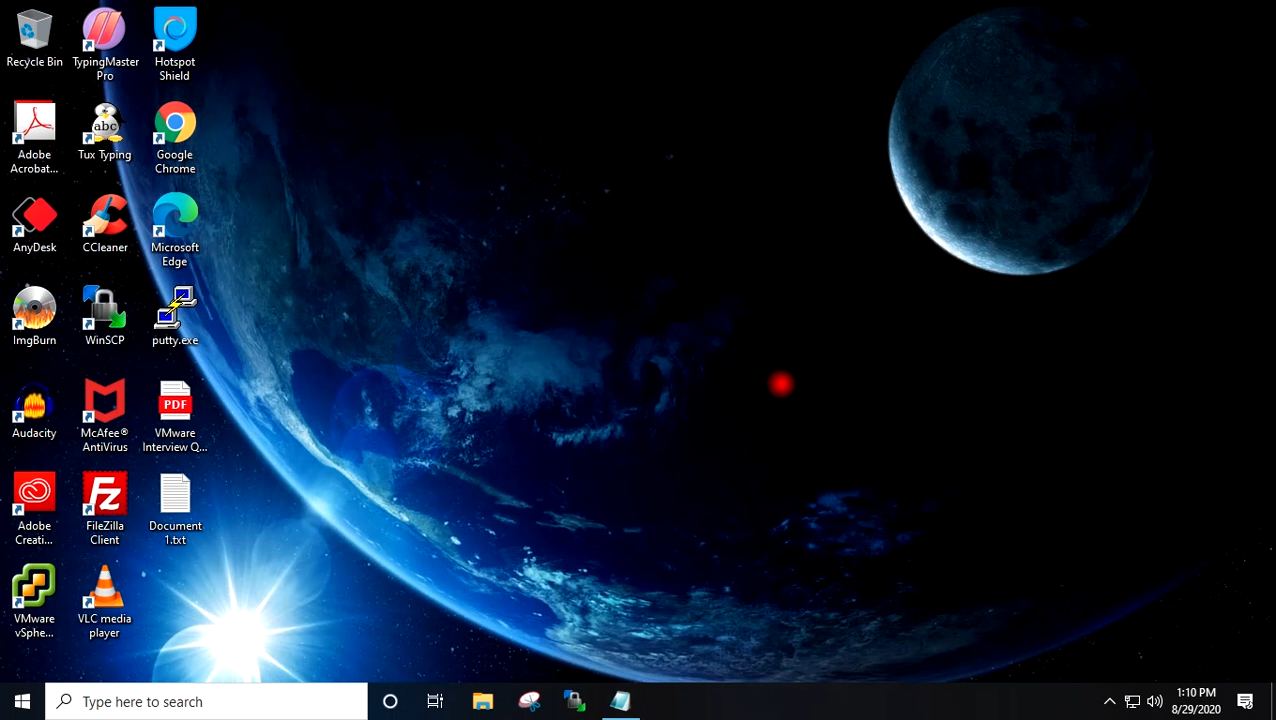 Recycle Bin
TypingMaster
Pro
Hotspot
Shield
Adobe
Acrobat...
abc
Tux Typing
Google
Chrome
AnyDesk
CCleaner
Microsoft
Edge
ImgBurn
WinSCP
putty.exe
Audacity
McAfee®
AntiVirus
PDF
VMware
Interview Q...
Adobe
Creati...
Fz
FileZilla
Client
Document
1.txt
VMware
vSphe...
VLC media
player
Type here to search
1:10 PM
8/29/2020